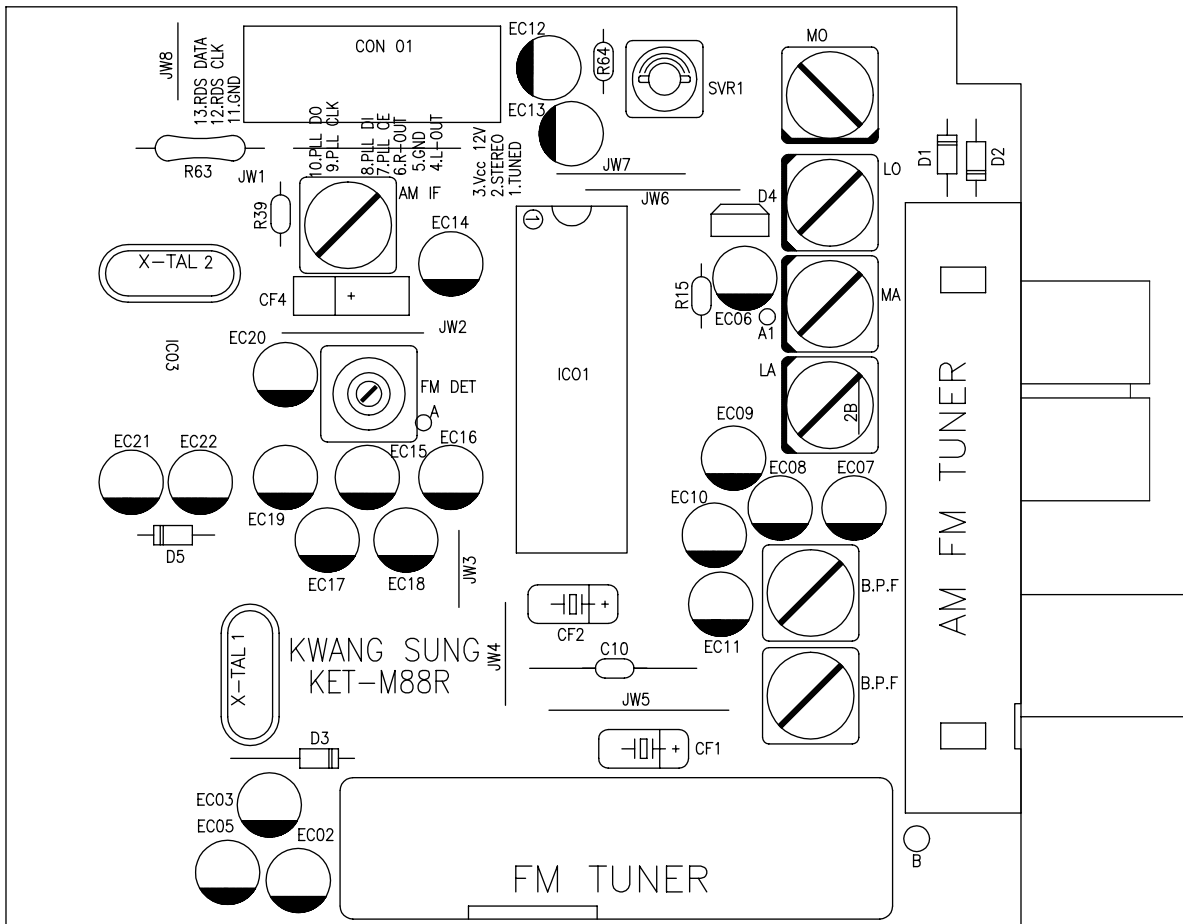 EC12
MO
CON 01
JW8
R64
13.RDS DATA
12.RDS CLK
11.GND
SVR1
EC13
10.PLL DO
9.PLL CLK
8.PLL DI
7.PLL CE
6.R-OUT
5.GND
4.L-OUT
3.Vcc 12V
2.STEREO
1.TUNED
D1
D2
R63
JW1
JW7
LO
AM IF
JW6
D4
R39
EC14
1
X-TAL 2
CF4
+
R15
MA
EC06
A1
JW2
EC20
IC03
IC01
LA
FM DET
A
2B
AM FM TUNER
EC09
EC21
EC22
EC15
EC16
EC08
EC07
EC10
EC19
D5
EC17
EC18
JW3
B.P.F
+
CF2
EC11
X-TAL 1
KWANG SUNG
KET-M88R
JW4
C10
B.P.F
JW5
D3
+
CF1
EC03
EC05
EC02
FM TUNER
B